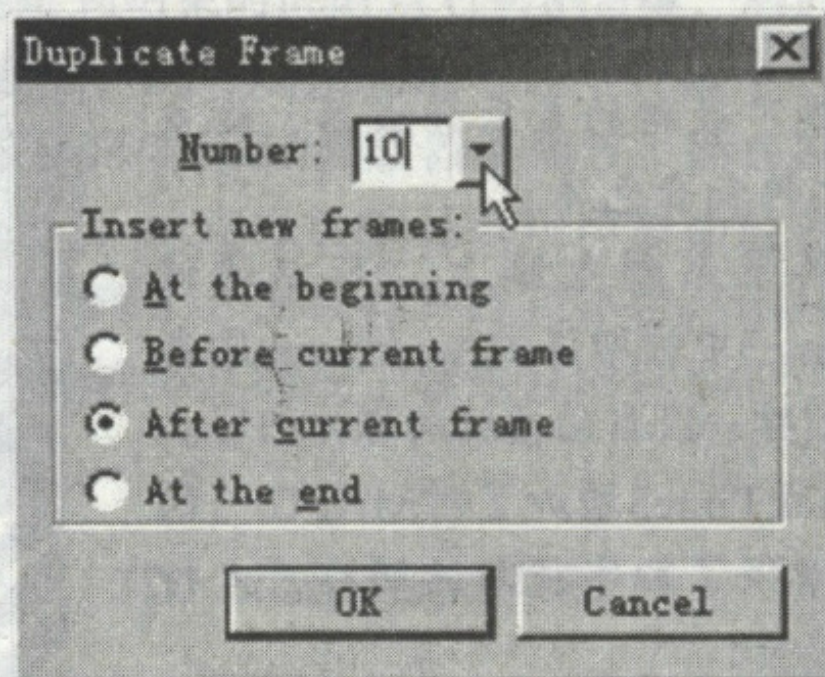 Duplicate Frame
Number: 10
Insert new frames:
At the beginning
Before current frame
After current frame
At the end
OK Cancel